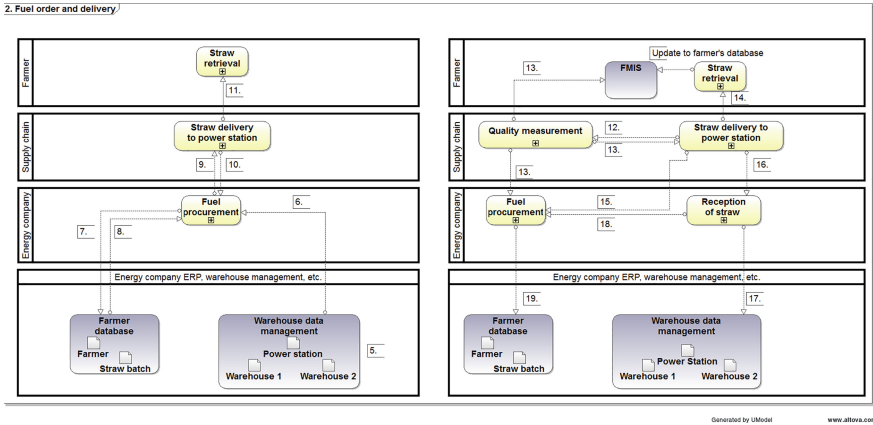 2. Fuel order and delivery
Farmer
Straw
retrieval
11.
Supply chain
Straw delivery
to power station
9.
10.
Energy company
Fuel
procurement
6.
7.
8.
Energy company ERP, warehouse management, etc.
Farmer
database
Farmer
Straw batch
Warehouse data
management
Power station
Warehouse 1
Warehouse 2
5.
Farmer
13.
FMIS
Update to farmer's database
Straw
retrieval
14.
Supply chain
Quality measurement
12.
13.
Straw delivery to
power station
13.
16.
Energy company
Fuel
procurement
15.
18.
Reception
of straw
Energy company ERP, warehouse management, etc.
19.
17.
Farmer
database
Farmer
Straw batch
Warehouse data
management
Power Station
Warehouse 1
Warehouse 2
Generated by UModel
www.altova.com